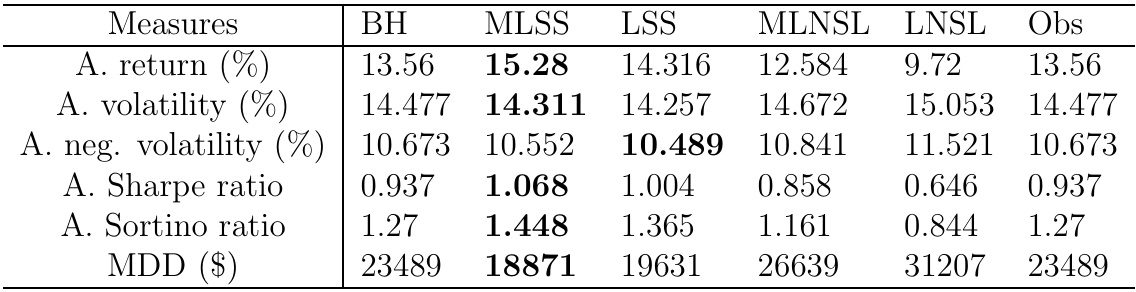 Measures BH MLSS LSS MLNSL LNSL Obs
A. return (%) 13.56 15.28 14.316 12.584 9.72 13.56
A. volatility (%) 14.477 14.311 14.257 14.672 15.053 14.477
A. neg. volatility (%) 10.673 10.552 10.489 10.841 11.521 10.673
A. Sharpe ratio 0.937 1.068 1.004 0.858 0.646 0.937
A. Sortino ratio 1.27 1.448 1.365 1.161 0.844 1.27
MDD ($) 23489 18871 19631 26639 31207 23489